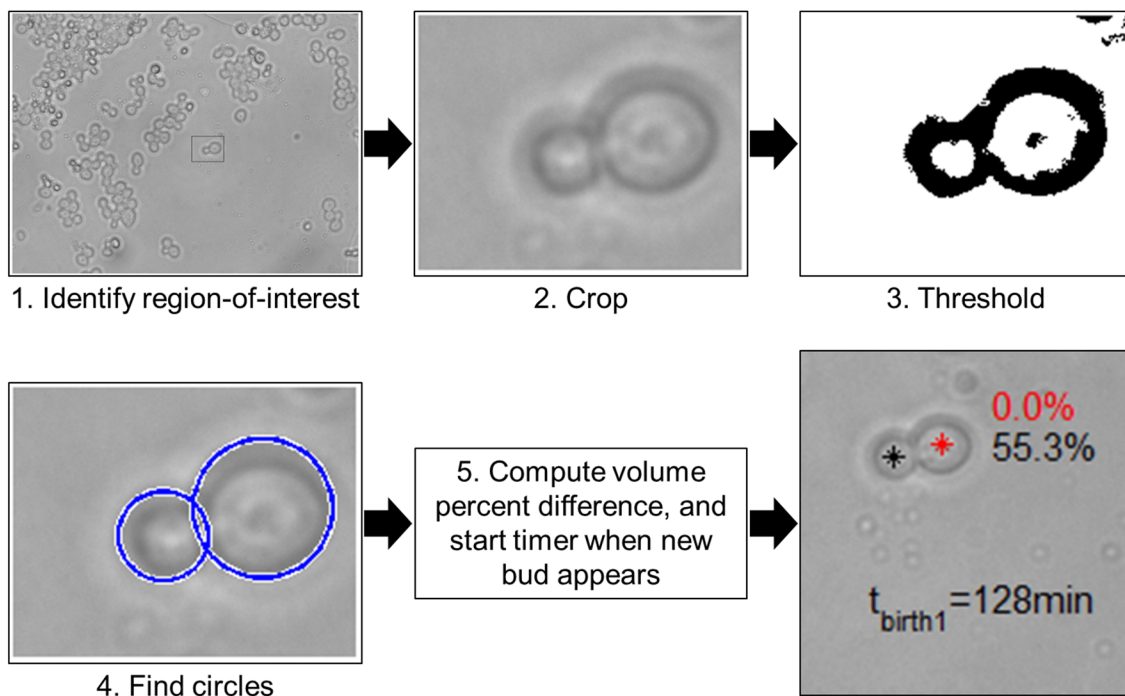 1. Identify region-of-interest
2. Crop
3. Threshold
4. Find circles
5. Compute volume
percent difference, and
start timer when new
bud appears
0.0%
55.3%
t_birth1=128min